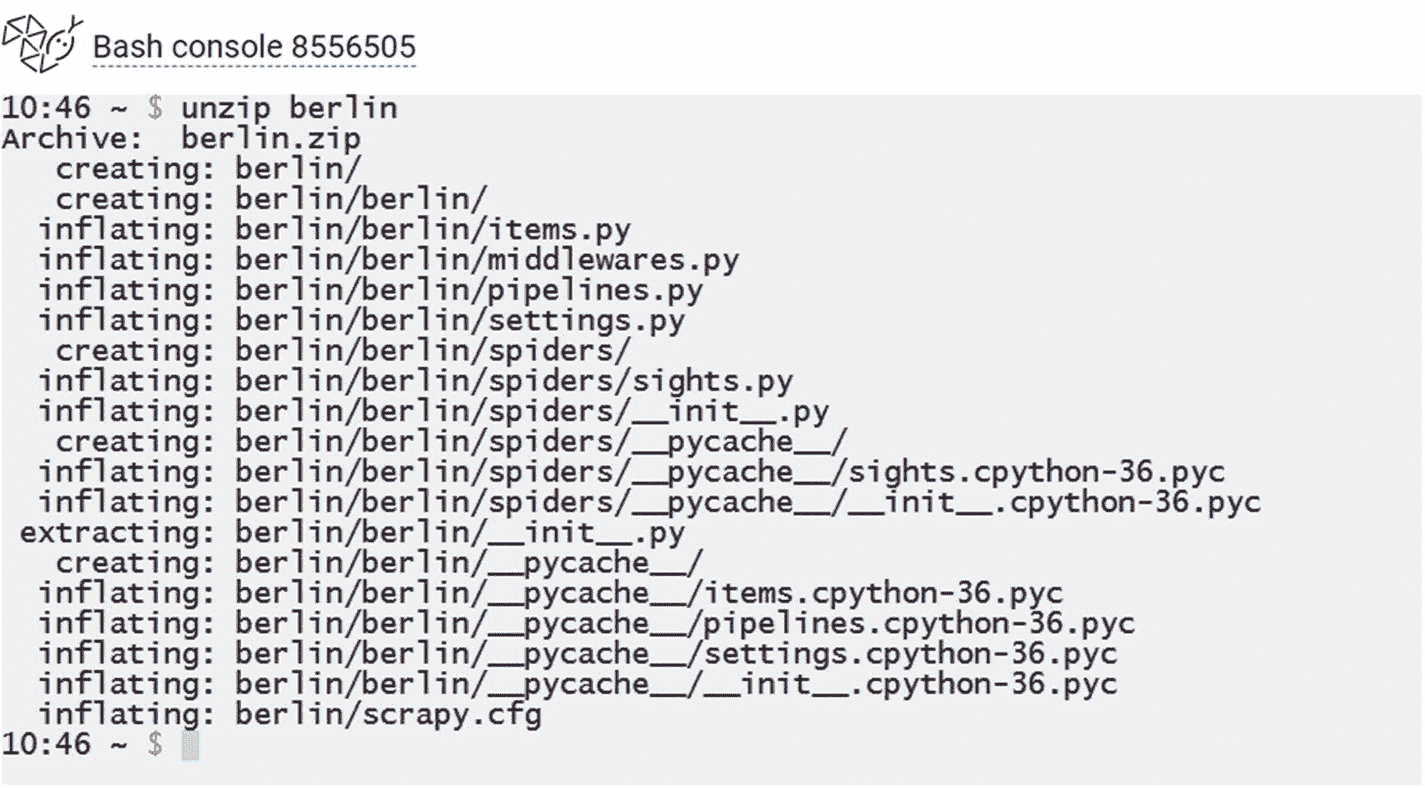 Bash console 8556505
10:46 ~ $ unzip berlin
Archive:  berlin.zip
   creating: berlin/
   creating: berlin/berlin/
  inflating: berlin/berlin/items.py
  inflating: berlin/berlin/middlewares.py
  inflating: berlin/berlin/pipelines.py
  inflating: berlin/berlin/settings.py
   creating: berlin/berlin/spiders/
  inflating: berlin/berlin/spiders/sights.py
  inflating: berlin/berlin/spiders/__init__.py
   creating: berlin/berlin/spiders/__pycache__/
  inflating: berlin/berlin/spiders/__pycache__/sights.cpython-36.pyc
  inflating: berlin/berlin/spiders/__pycache__/__init__.cpython-36.pyc
 extracting: berlin/berlin/__init__.py
   creating: berlin/berlin/__pycache__/
  inflating: berlin/berlin/__pycache__/items.cpython-36.pyc
  inflating: berlin/berlin/__pycache__/pipelines.cpython-36.pyc
  inflating: berlin/berlin/__pycache__/settings.cpython-36.pyc
  inflating: berlin/berlin/__pycache__/__init__.cpython-36.pyc
  inflating: berlin/scrapy.cfg
10:46 ~ $